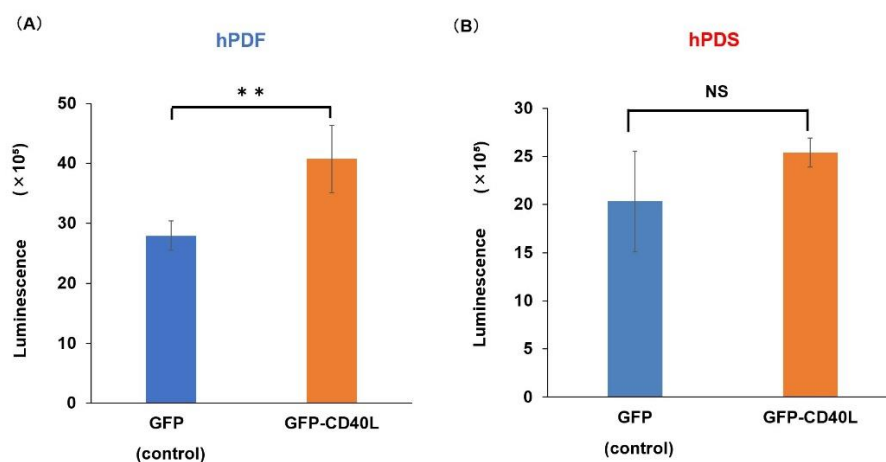 (A)
hPDF
* *
50
40
30
20
10
0
Luminescence (×10⁵)
GFP
(control)
GFP-CD40L
(B)
hPDS
NS
30
25
20
15
10
5
0
Luminescence (×10⁵)
GFP
(control)
GFP-CD40L